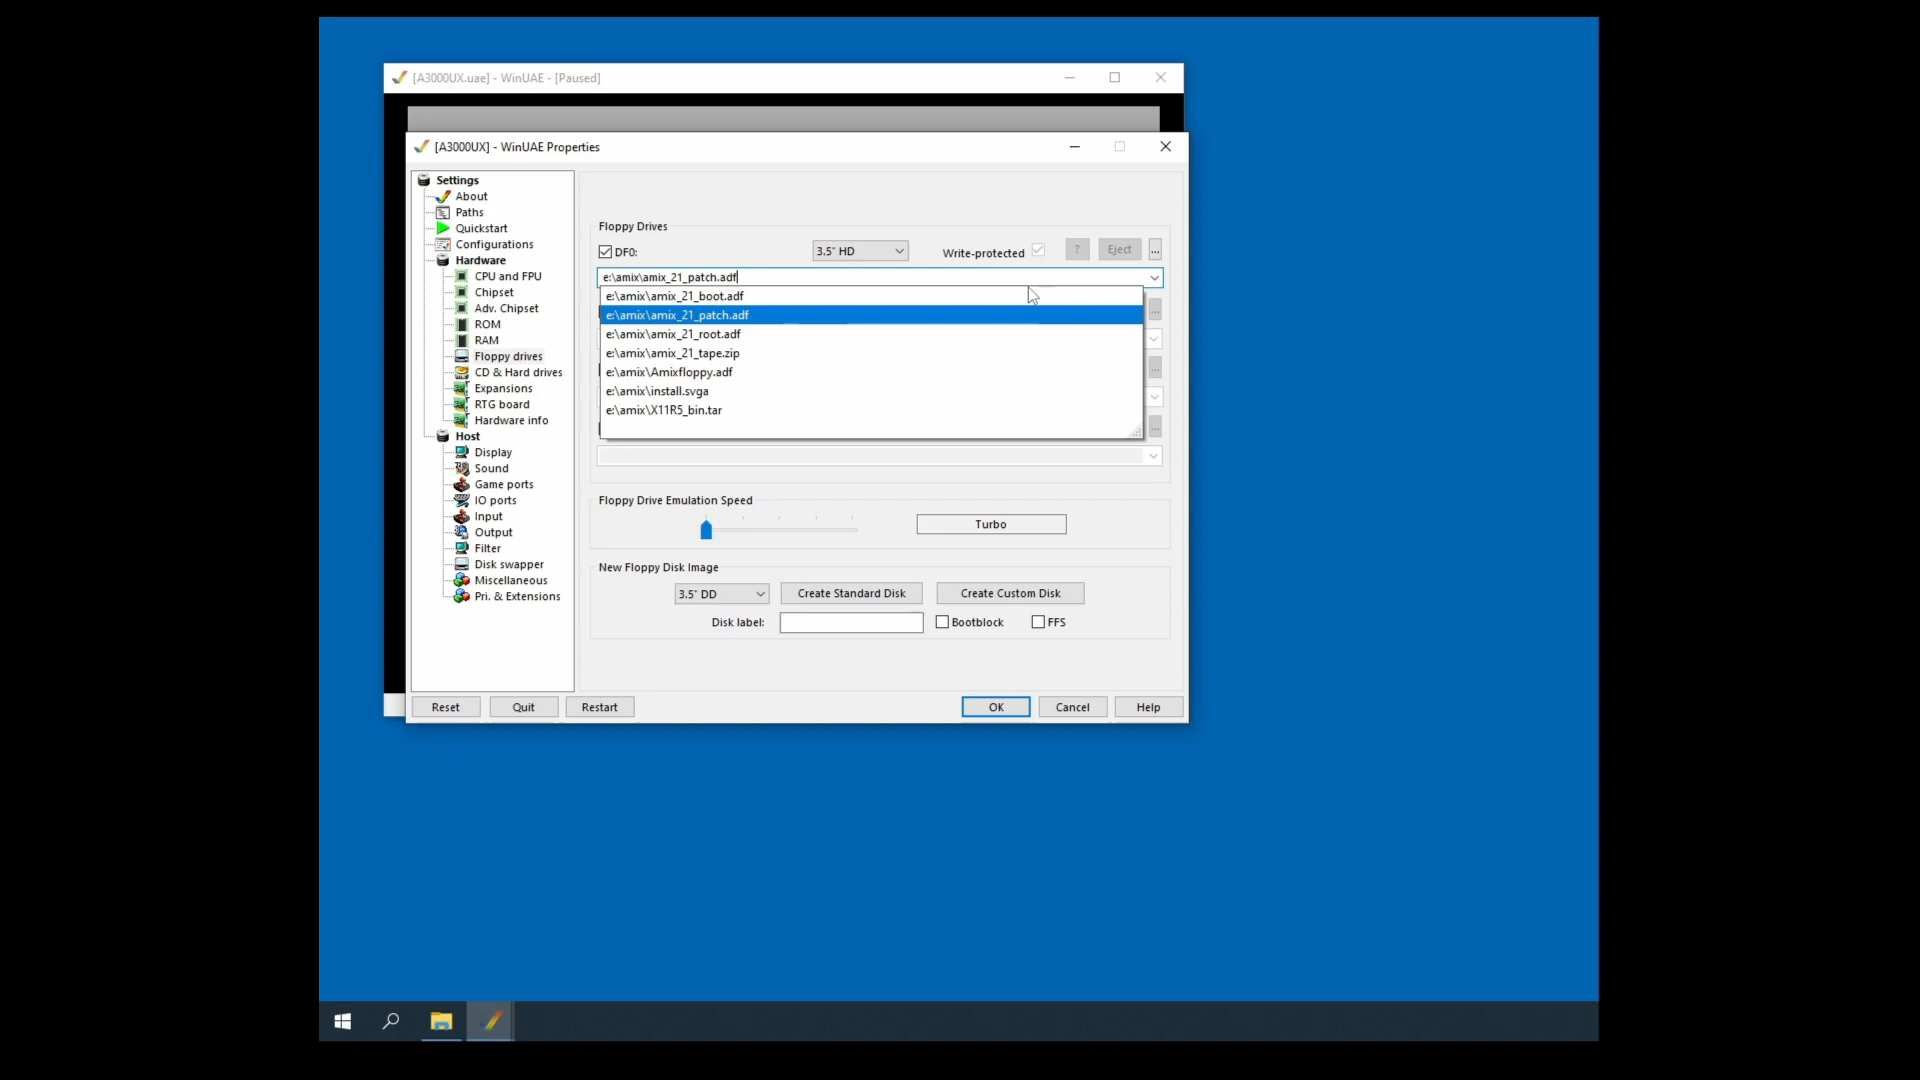 [A3000UX.uae] - WinUAE - [Paused]
[A3000UX] - WinUAE Properties
Settings
About
Paths
Quickstart
Configurations
Hardware
CPU and FPU
Chipset
Adv. Chipset
ROM
RAM
Floppy drives
CD & Hard drives
Expansions
RTG board
Hardware info
Host
Display
Sound
Game ports
IO ports
Input
Output
Filter
Disk swapper
Miscellaneous
Pri. & Extensions
Floppy Drives
DF0: 3.5" HD Write-protected ? Eject ...
e:\amix\amix_21_patch.adf
e:\amix\amix_21_boot.adf
e:\amix\amix_21_patch.adf
...
e:\amix\amix_21_root.adf
e:\amix\amix_21_tape.zip
e:\amix\Amixfloppy.adf
...
e:\amix\install.svga
e:\amix\X11R5_bin.tar
...
Floppy Drive Emulation Speed
Turbo
New Floppy Disk Image
3.5" DD Create Standard Disk Create Custom Disk
Disk label: Bootblock FFS
Reset Quit Restart OK Cancel Help